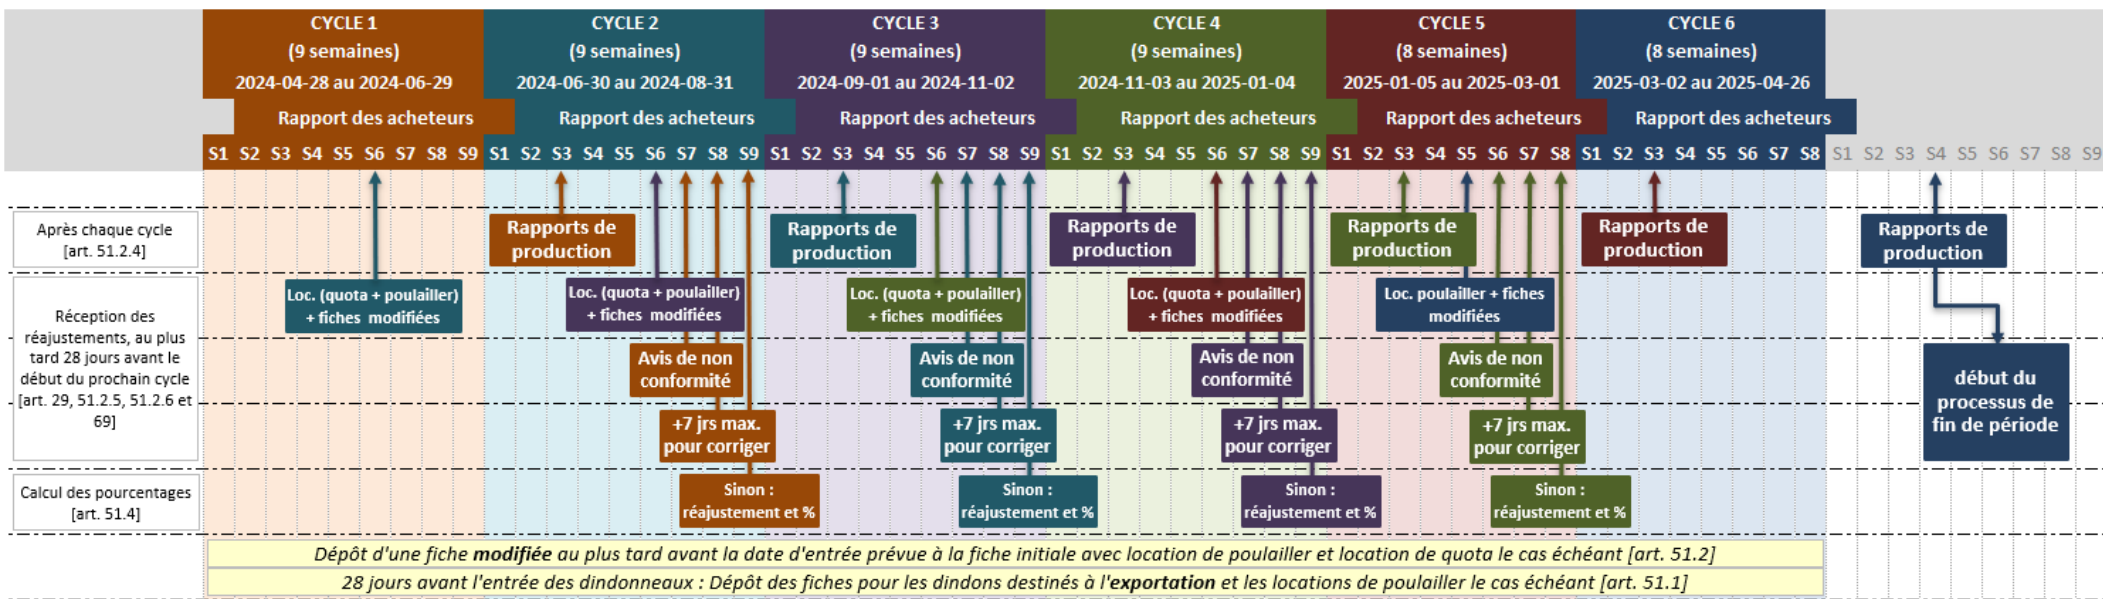 CYCLE 1
(9 semaines)
2024-04-28 au 2024-06-29
Rapport des acheteurs
S1 S2 S3 S4 S5 S6 S7 S8 S9
CYCLE 2
(9 semaines)
2024-06-30 au 2024-08-31
Rapport des acheteurs
S1 S2 S3 S4 S5 S6 S7 S8 S9
CYCLE 3
(9 semaines)
2024-09-01 au 2024-11-02
Rapport des acheteurs
S1 S2 S3 S4 S5 S6 S7 S8 S9
CYCLE 4
(9 semaines)
2024-11-03 au 2025-01-04
Rapport des acheteurs
S1 S2 S3 S4 S5 S6 S7 S8 S9
CYCLE 5
(8 semaines)
2025-01-05 au 2025-03-01
Rapport des acheteurs
S1 S2 S3 S4 S5 S6 S7 S8
CYCLE 6
(8 semaines)
2025-03-02 au 2025-04-26
Rapport des acheteurs
S1 S2 S3 S4 S5 S6 S7 S8
S1 S2 S3 S4 S5 S6 S7 S8 S9
Après chaque cycle
[art. 51.2.4]
Rapports de
production
Rapports de
production
Rapports de
production
Rapports de
production
Rapports de
production
Rapports de
production
Réception des
réajustements, au plus
tard 28 jours avant le
début du prochain cycle
[art. 29, 51.2.5, 51.2.6 et
69]
Loc. (quota + poulailler)
+ fiches modifiées
Loc. (quota + poulailler)
+ fiches modifiées
Loc. (quota + poulailler)
+ fiches modifiées
Loc. (quota + poulailler)
+ fiches modifiées
Loc. poulailler + fiches
modifiées
Avis de non
conformité
Avis de non
conformité
Avis de non
conformité
Avis de non
conformité
début du
processus de
fin de période
+7 jrs max.
pour corriger
+7 jrs max.
pour corriger
+7 jrs max.
pour corriger
+7 jrs max.
pour corriger
Calcul des pourcentages
[art. 51.4]
Sinon :
réajustement et %
Sinon :
réajustement et %
Sinon :
réajustement et %
Sinon :
réajustement et %
Dépôt d'une fiche modifiée au plus tard avant la date d'entrée prévue à la fiche initiale avec location de poulailler et location de quota le cas échéant [art. 51.2]
28 jours avant l'entrée des dindonneaux : Dépôt des fiches pour les dindons destinés à l'exportation et les locations de poulailler le cas échéant [art. 51.1]